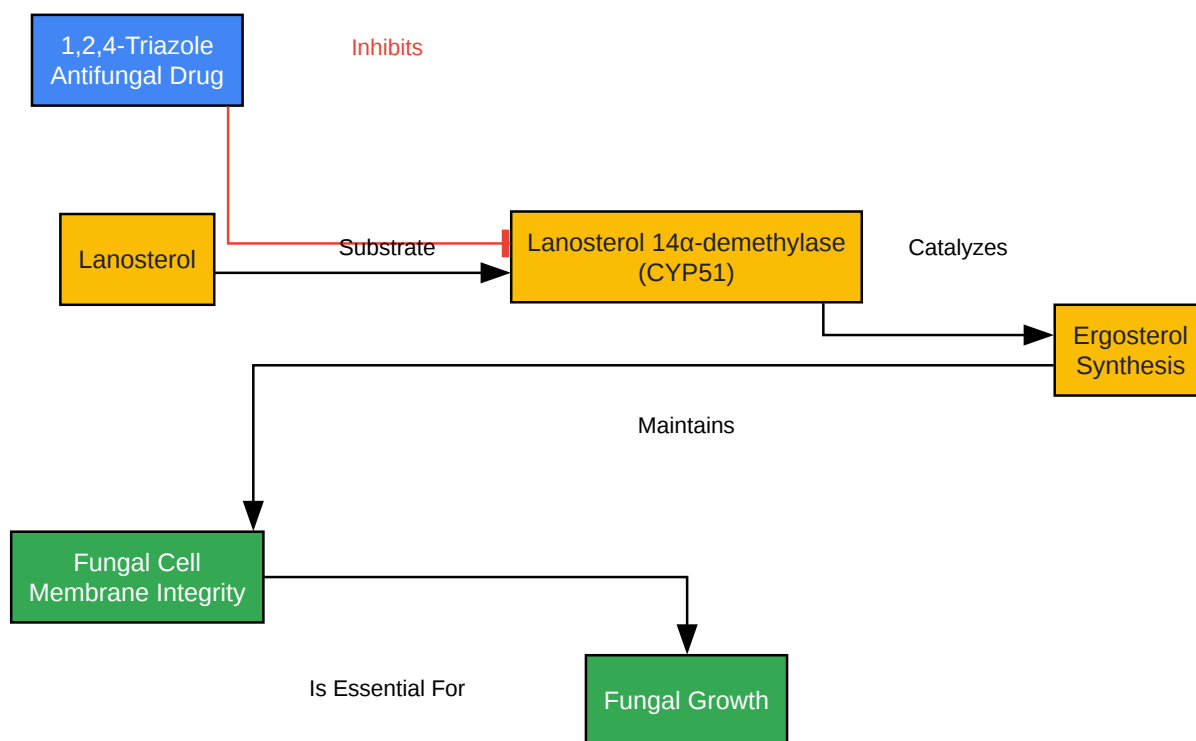 1,2,4-Triazole
Antifungal Drug
Inhibits
Lanosterol
Substrate
Lanosterol 14α-demethylase
(CYP51)
Catalyzes
Ergosterol
Synthesis
Maintains
Fungal Cell
Membrane Integrity
Is Essential For
Fungal Growth